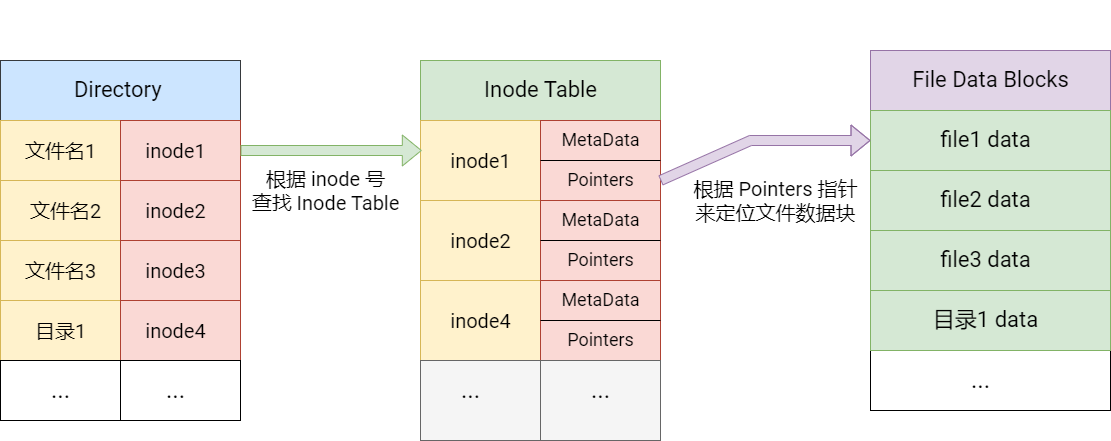 Directory
文件名1
inode1
文件名2
inode2
文件名3
inode3
目录1
inode4
...
...
根据 inode 号
查找 Inode Table
Inode Table
inode1
MetaData
Pointers
inode2
MetaData
Pointers
inode4
MetaData
Pointers
...
...
根据 Pointers 指针
来定位文件数据块
File Data Blocks
file1 data
file2 data
file3 data
目录1 data
...